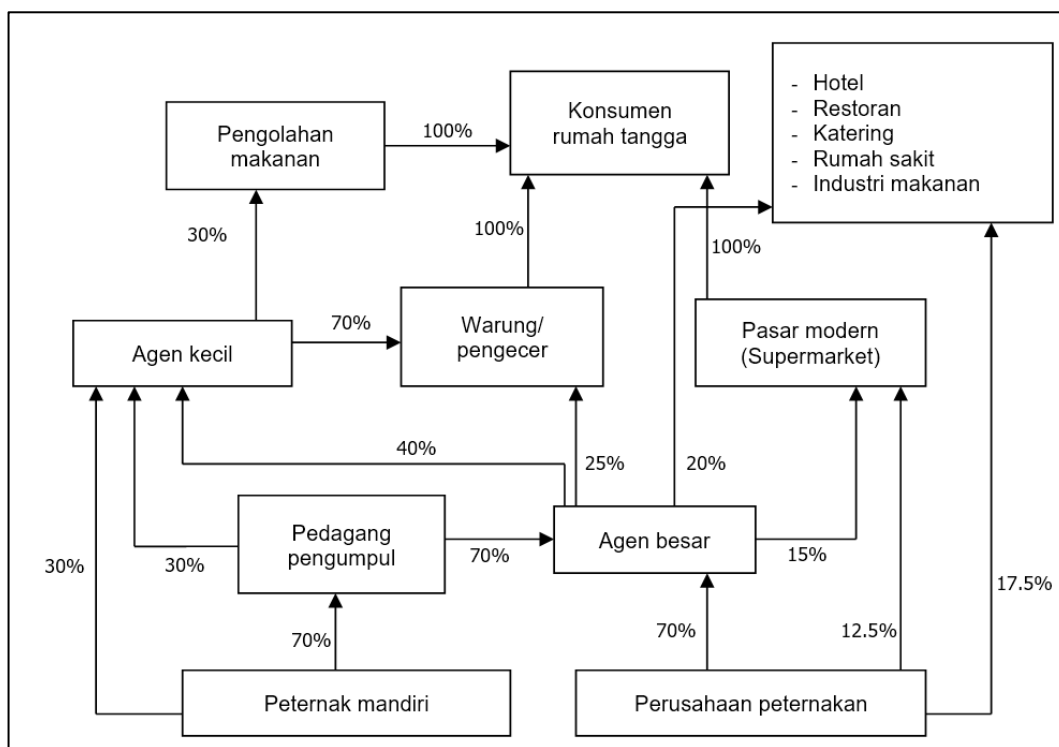 Pengolahan
makanan
100%
Konsumen
rumah tangga
- Hotel
- Restoran
- Katering
- Rumah sakit
- Industri makanan
30%
100%
100%
Agen kecil
70%
Warung/
pengecer
Pasar modern
(Supermarket)
40%
25%
20%
Pedagang
pengumpul
70%
Agen besar
15%
30%
30%
17.5%
70%
70%
12.5%
Peternak mandiri
Perusahaan peternakan